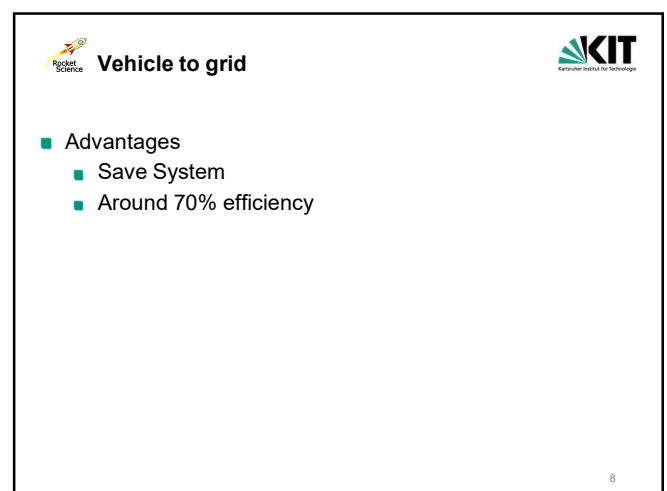 Rocket
Science
Vehicle to grid
KIT
Karlsruher Institut für Technologie
Advantages
Save System
Around 70% efficiency
8